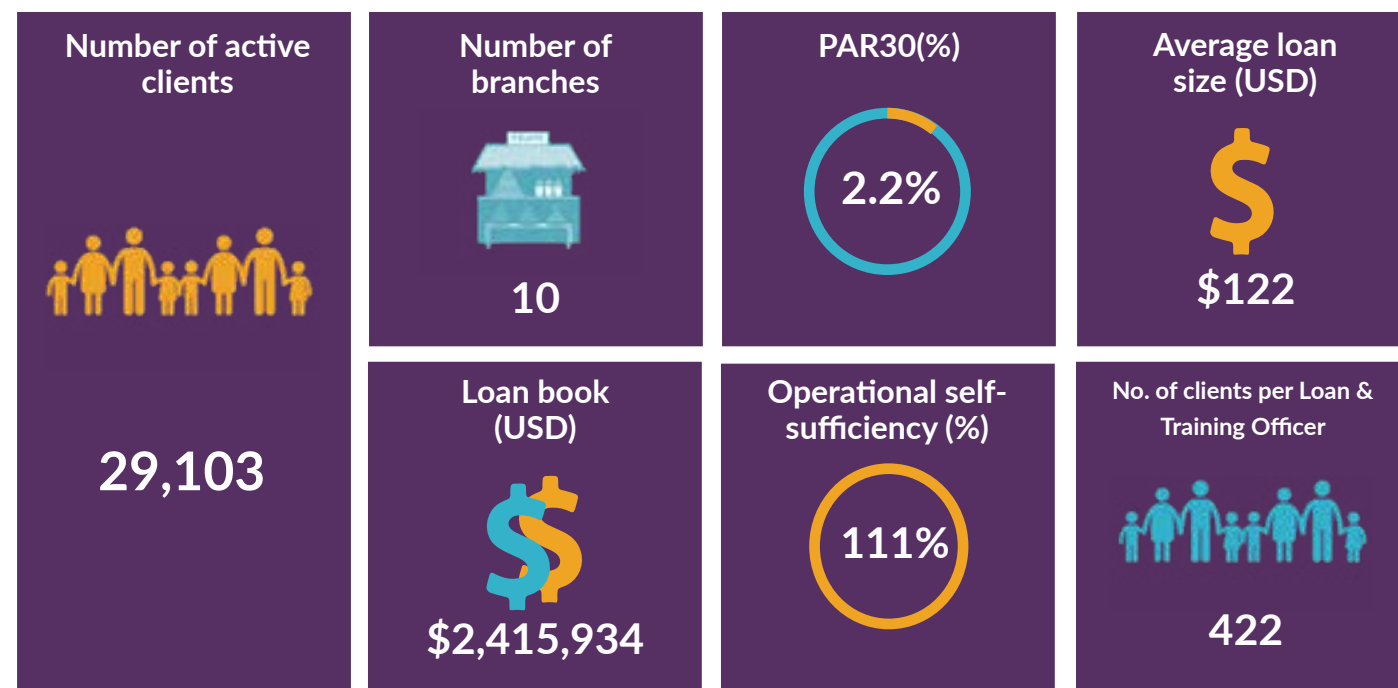 Number of active
clients
29,103
Number of
branches
10
PAR30(%)
2.2%
Average loan
size (USD)
$122
Loan book
(USD)
$2,415,934
Operational self-
sufficiency (%)
111%
No. of clients per Loan &
Training Officer
422